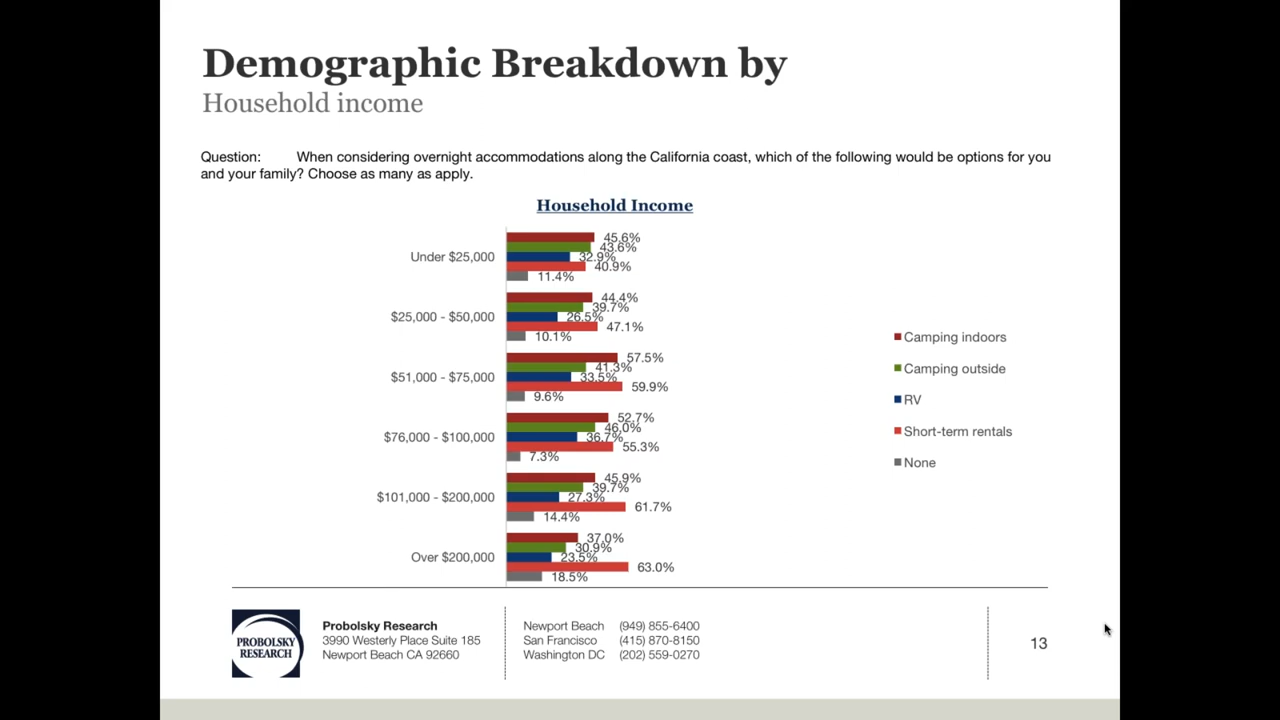 Demographic Breakdown by
Household income
Question: When considering overnight accommodations along the California coast, which of the following would be options for you
and your family? Choose as many as apply.
Household Income
Under $25,000
45.6%
43.6%
32.9%
40.9%
11.4%
$25,000 - $50,000
44.4%
39.7%
26.5%
47.1%
10.1%
$51,000 - $75,000
57.5%
41.3%
33.5%
59.9%
9.6%
$76,000 - $100,000
52.7%
46.0%
36.7%
55.3%
7.3%
$101,000 - $200,000
45.9%
39.7%
27.3%
61.7%
14.4%
Over $200,000
37.0%
30.9%
23.5%
63.0%
18.5%
Camping indoors
Camping outside
RV
Short-term rentals
None
PROBOLSKY
RESEARCH
Probolsky Research
3990 Westerly Place Suite 185
Newport Beach CA 92660
Newport Beach (949) 855-6400
San Francisco (415) 870-8150
Washington DC (202) 559-0270
13